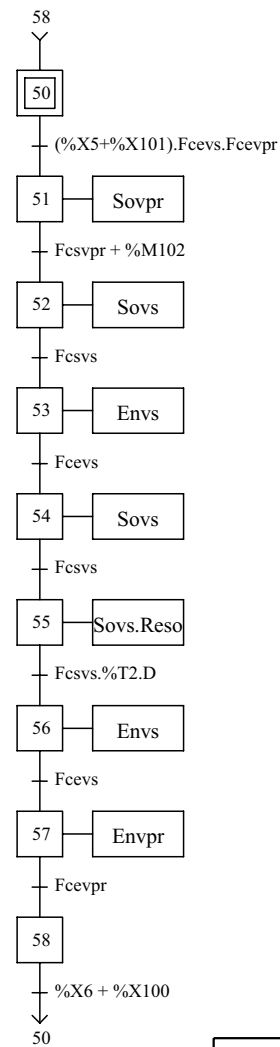 58
50
(%X5+%X101).Fcevs.Fcevpr
51 Sovpr
Fcsvpr + %M102
52 Sovs
Fcsvs
53 Envs
Fcevs
54 Sovs
Fcsvs
55 Sovs.Reso
Fcsvs.%T2.D
56 Envs
Fcevs
57 Envpr
Fcevpr
58
%X6 + %X100
50